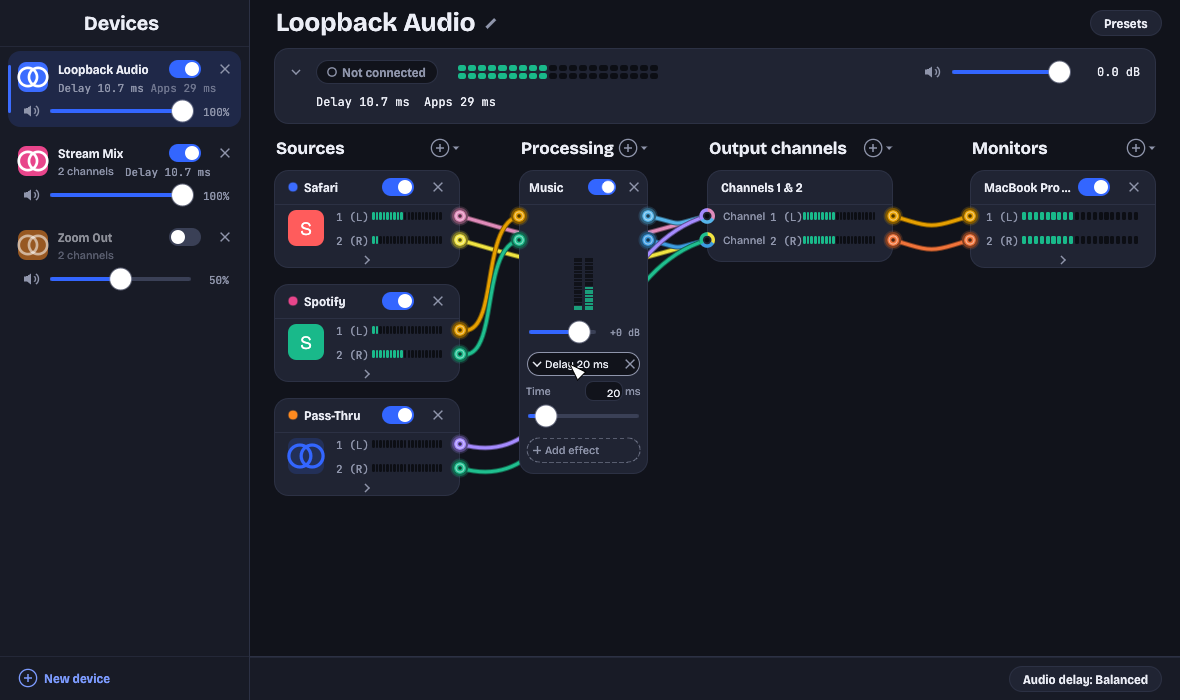 Devices
Loopback Audio
Delay 10.7 ms Apps 29 ms
100%
Stream Mix
2 channels Delay 10.7 ms
100%
Zoom Out
2 channels
50%
New device
Loopback Audio
Presets
Not connected
0.0 dB
Delay 10.7 ms Apps 29 ms
Sources
Safari
S
1 (L)
2 (R)
Spotify
S
1 (L)
2 (R)
Pass-Thru
1 (L)
2 (R)
Processing
Music
+0 dB
Delay 20 ms
Time 20 ms
+ Add effect
Output channels
Channels 1 & 2
Channel 1 (L)
Channel 2 (R)
Monitors
MacBook Pro ...
1 (L)
2 (R)
Audio delay: Balanced